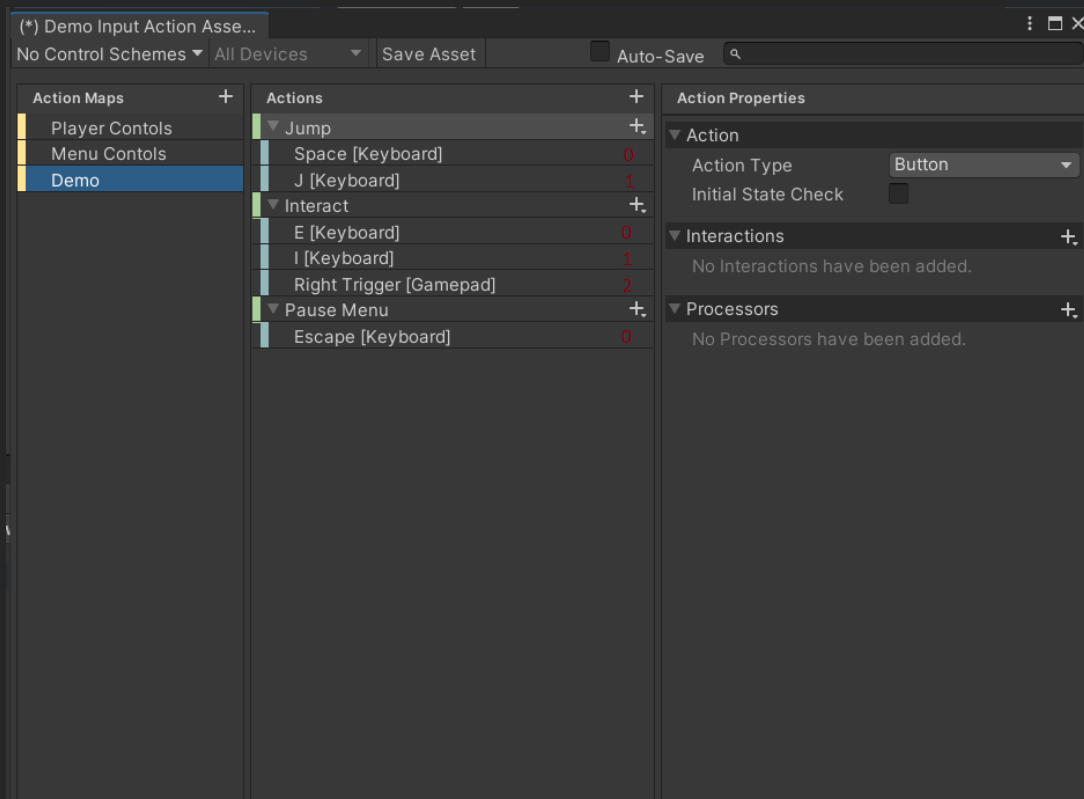 (*) Demo Input Action Asse...
No Control Schemes All Devices Save Asset Auto-Save
Action Maps
Player Contols
Menu Contols
Demo
Actions
Jump
Space [Keyboard] 0
J [Keyboard] 1
Interact
E [Keyboard] 0
I [Keyboard] 1
Right Trigger [Gamepad] 2
Pause Menu
Escape [Keyboard] 0
Action Properties
Action
Action Type Button
Initial State Check
Interactions
No Interactions have been added.
Processors
No Processors have been added.